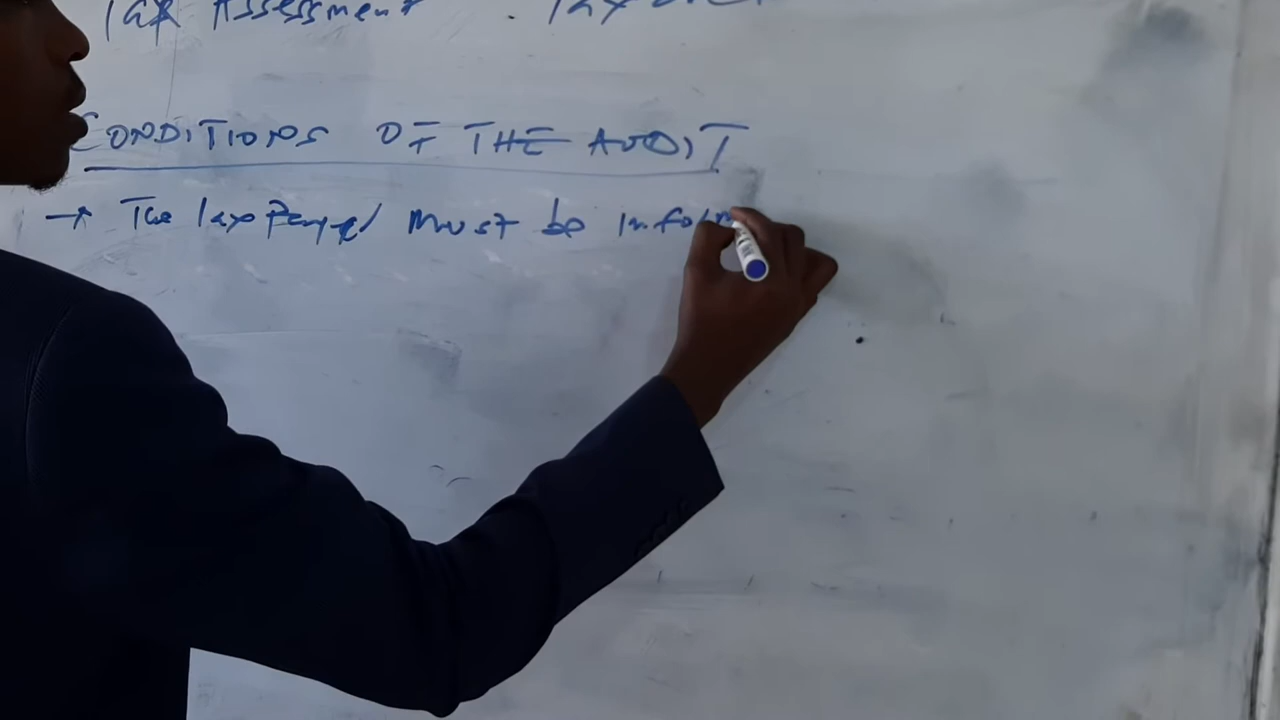 Tax Assessment
CONDITIONS OF THE AUDIT
→ The Taxpayer must be Inform